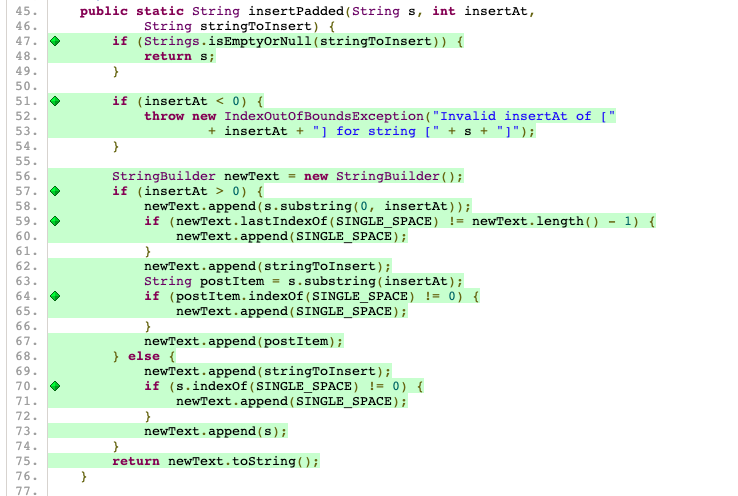 45. public static String insertPadded(String s, int insertAt,
46. String stringToInsert) {
47. if (Strings.isEmptyOrNull(stringToInsert)) {
48. return s;
49. }
50.
51. if (insertAt < 0) {
52. throw new IndexOutOfBoundsException("Invalid insertAt of ["
53. + insertAt + "] for string [" + s + "]");
54. }
55.
56. StringBuilder newText = new StringBuilder();
57. if (insertAt > 0) {
58. newText.append(s.substring(0, insertAt));
59. if (newText.lastIndexOf(SINGLE_SPACE) != newText.length() - 1) {
60. newText.append(SINGLE_SPACE);
61. }
62. newText.append(stringToInsert);
63. String postItem = s.substring(insertAt);
64. if (postItem.indexOf(SINGLE_SPACE) != 0) {
65. newText.append(SINGLE_SPACE);
66. }
67. newText.append(postItem);
68. } else {
69. newText.append(stringToInsert);
70. if (s.indexOf(SINGLE_SPACE) != 0) {
71. newText.append(SINGLE_SPACE);
72. }
73. newText.append(s);
74. }
75. return newText.toString();
76. }
77.